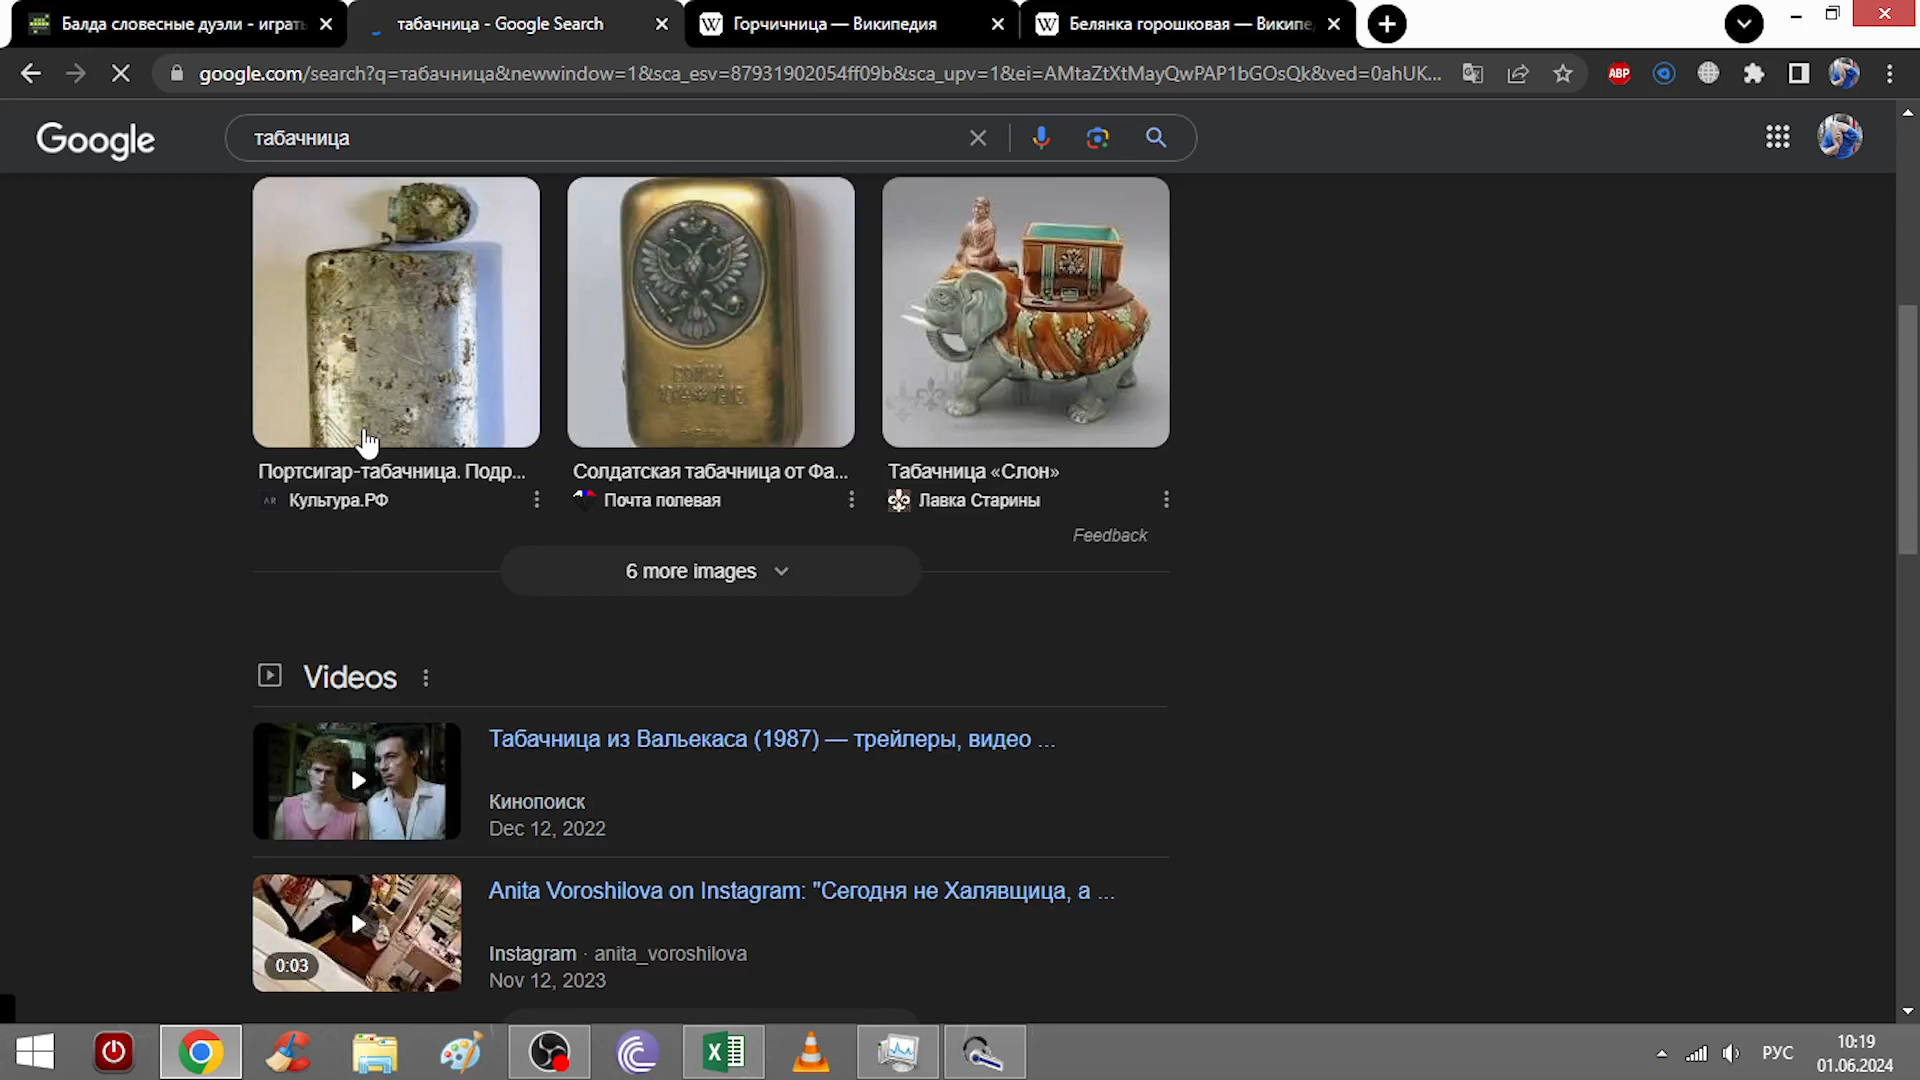 Балда словесные дуэли - играть
табачница - Google Search
Горчичница — Википедия
Белянка горошковая — Википе
google.com/search?q=табачница&newwindow=1&sca_esv=87931902054ff09b&sca_upv=1&ei=AMtaZtXtMayQwPAP1bGOsQk&ved=0ahUK...
ABP
Google
табачница
ВОЙНА
Портсигар-табачница. Подр...
Культура.РФ
Солдатская табачница от Фа...
Почта полевая
Табачница «Слон»
Лавка Старины
Feedback
6 more images
Videos
Табачница из Вальекаса (1987) — трейлеры, видео ...
Кинопоиск
Dec 12, 2022
Anita Voroshilova on Instagram: "Сегодня не Халявщица, а ...
0:03
Instagram · anita_voroshilova
Nov 12, 2023
РУС
10:19
01.06.2024